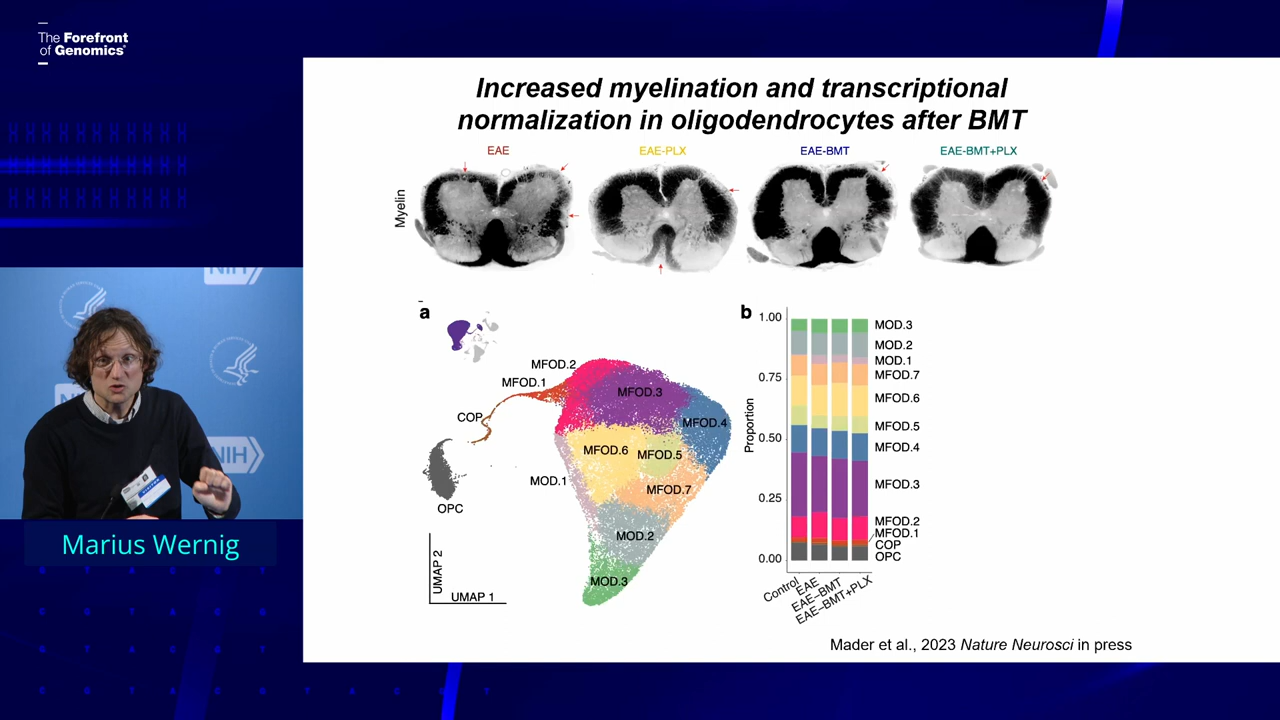 The Forefront
of Genomics®
Increased myelination and transcriptional
normalization in oligodendrocytes after BMT
EAE
EAE-PLX
EAE-BMT
EAE-BMT+PLX
Myelin
a
MFOD.2
MFOD.1
MFOD.3
COP
MFOD.4
MFOD.6
MFOD.5
MOD.1
MFOD.7
OPC
MOD.2
MOD.3
UMAP 2
UMAP 1
b
Proportion
1.00
0.75
0.50
0.25
0.00
MOD.3
MOD.2
MOD.1
MFOD.7
MFOD.6
MFOD.5
MFOD.4
MFOD.3
MFOD.2
MFOD.1
COP
OPC
Control
EAE
EAE–BMT
EAE–BMT+PLX
Mader et al., 2023 Nature Neurosci in press
NIH
NIH
NIH
Marius Wernig